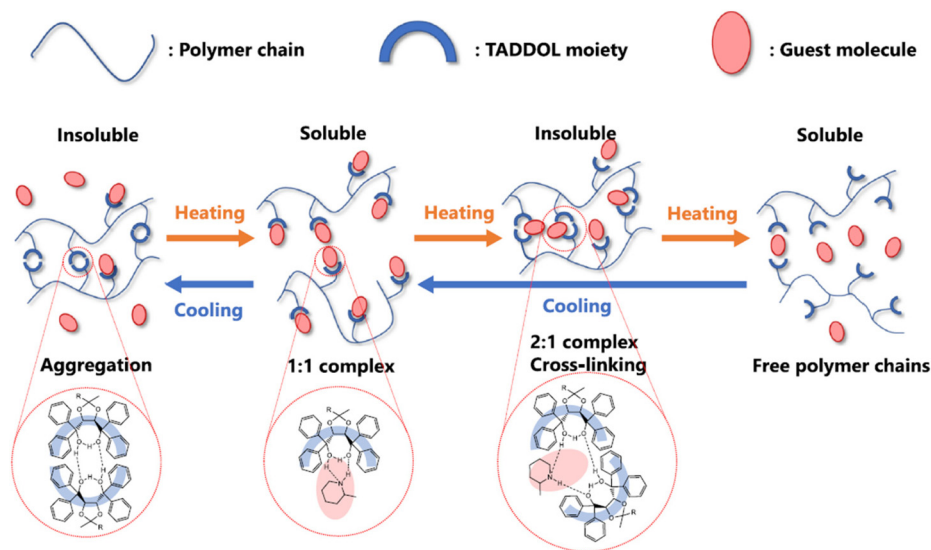 : Polymer chain
: TADDOL moiety
: Guest molecule
Insoluble
Soluble
Insoluble
Soluble
Heating
Heating
Heating
Cooling
Cooling
Aggregation
1:1 complex
2:1 complex
Cross-linking
Free polymer chains
R
O
O
O
H
O
H
H
H
O
H
O
O
O
R
R
O
O
O
H
O
H
N
R
O
O
O
H
O
H
N
H
H
O
H
O
O
O
R